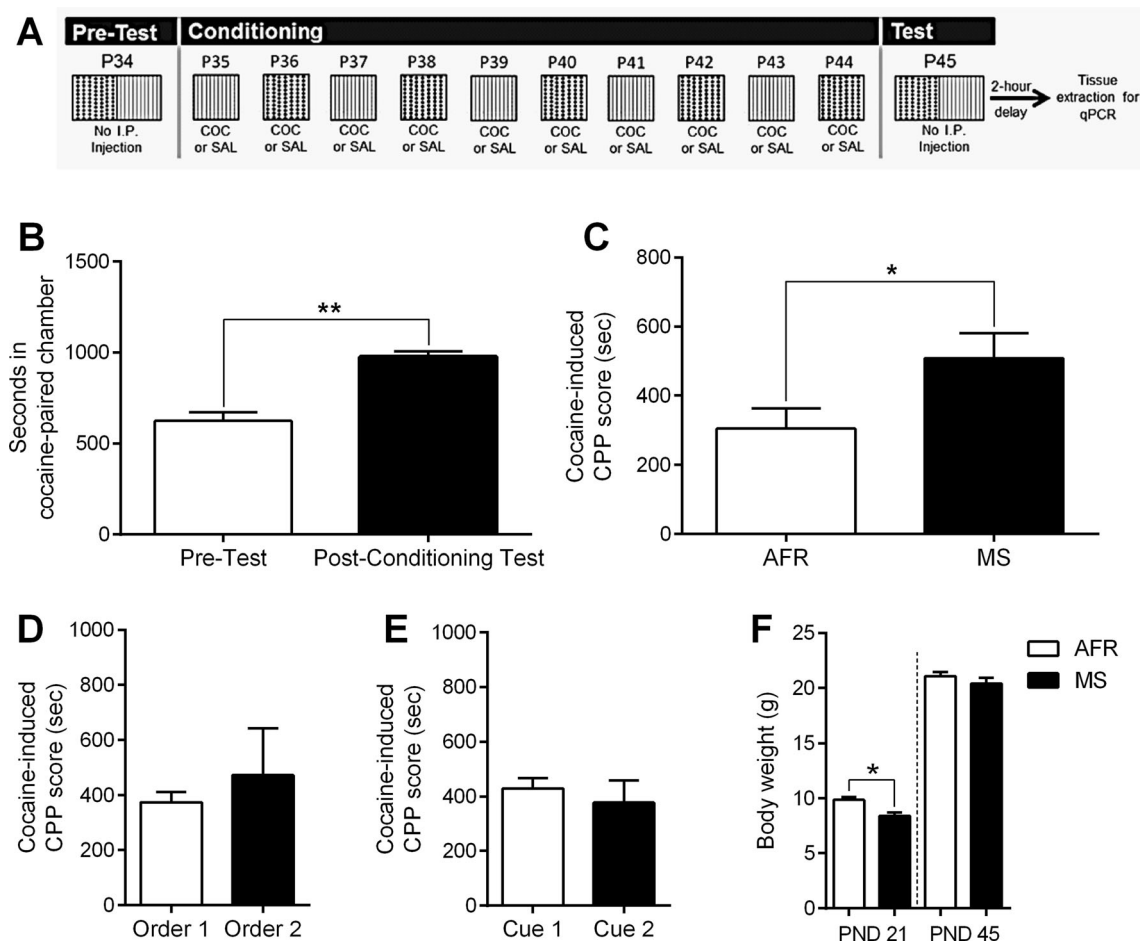 A
Pre-Test Conditioning Test
P34 P35 P36 P37 P38 P39 P40 P41 P42 P43 P44 P45
No I.P. Injection
COC or SAL
COC or SAL
COC or SAL
COC or SAL
COC or SAL
COC or SAL
COC or SAL
COC or SAL
COC or SAL
COC or SAL
No I.P. Injection
2-hour delay
Tissue extraction for qPCR
B
Seconds in
cocaine-paired chamber
1500
1000
500
0
**
Pre-Test Post-Conditioning Test
C
Cocaine-induced
CPP score (sec)
800
600
400
200
0
*
AFR MS
D
Cocaine-induced
CPP score (sec)
1000
800
600
400
200
0
Order 1 Order 2
E
Cocaine-induced
CPP score (sec)
1000
800
600
400
200
0
Cue 1 Cue 2
F
Body weight (g)
25
20
15
10
5
0
*
PND 21 PND 45
AFR
MS